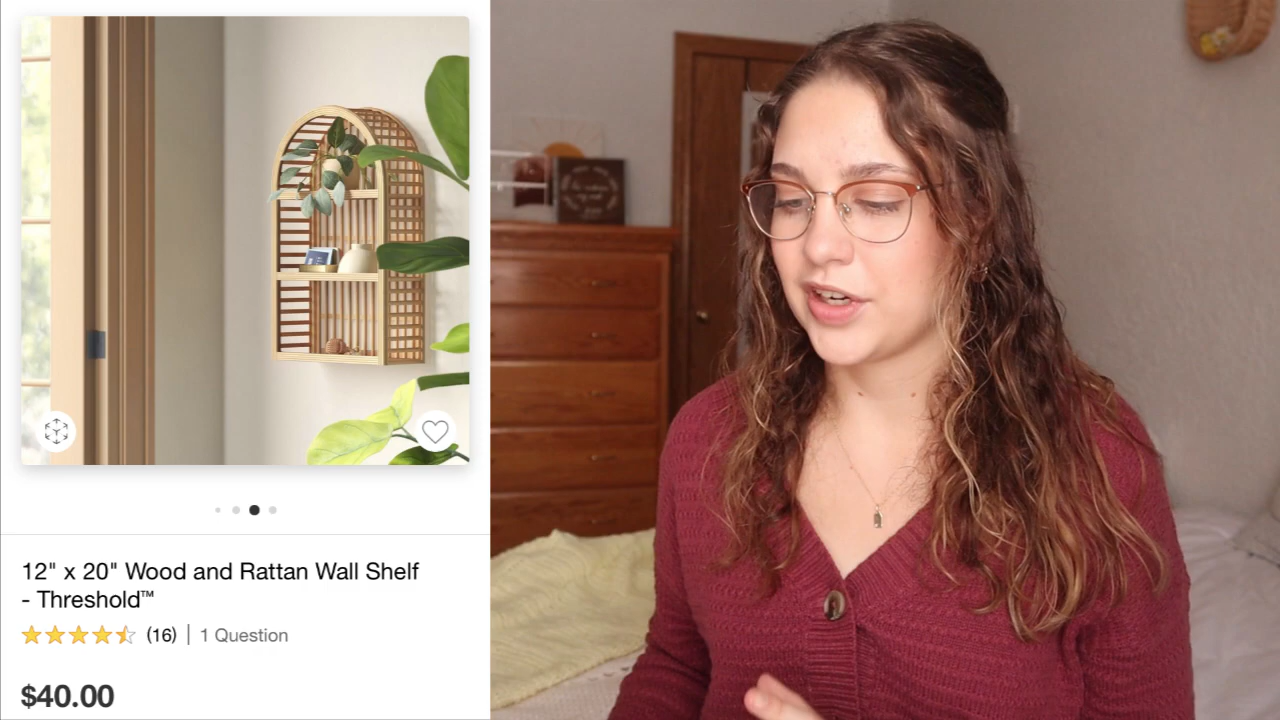 12" x 20" Wood and Rattan Wall Shelf
- Threshold™
(16) | 1 Question
$40.00